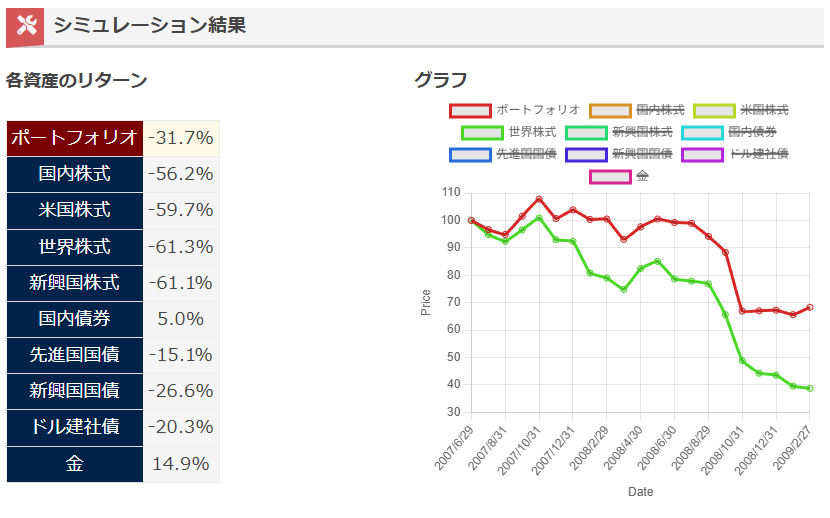 シミュレーション結果
各資産のリターン
ポートフォリオ -31.7%
国内株式 -56.2%
米国株式 -59.7%
世界株式 -61.3%
新興国株式 -61.1%
国内債券 5.0%
先進国国債 -15.1%
新興国国債 -26.6%
ドル建社債 -20.3%
金 14.9%
グラフ
ポートフォリオ 国内株式 米国株式
世界株式 新興国株式 国内債券
先進国国債 新興国国債 ドル建社債
金
110
100
90
80
70
60
50
40
30
Price
2007/6/29 2007/8/31 2007/10/31 2007/12/31 2008/2/29 2008/4/30 2008/6/30 2008/8/29 2008/10/31 2008/12/31 2009/2/27
Date